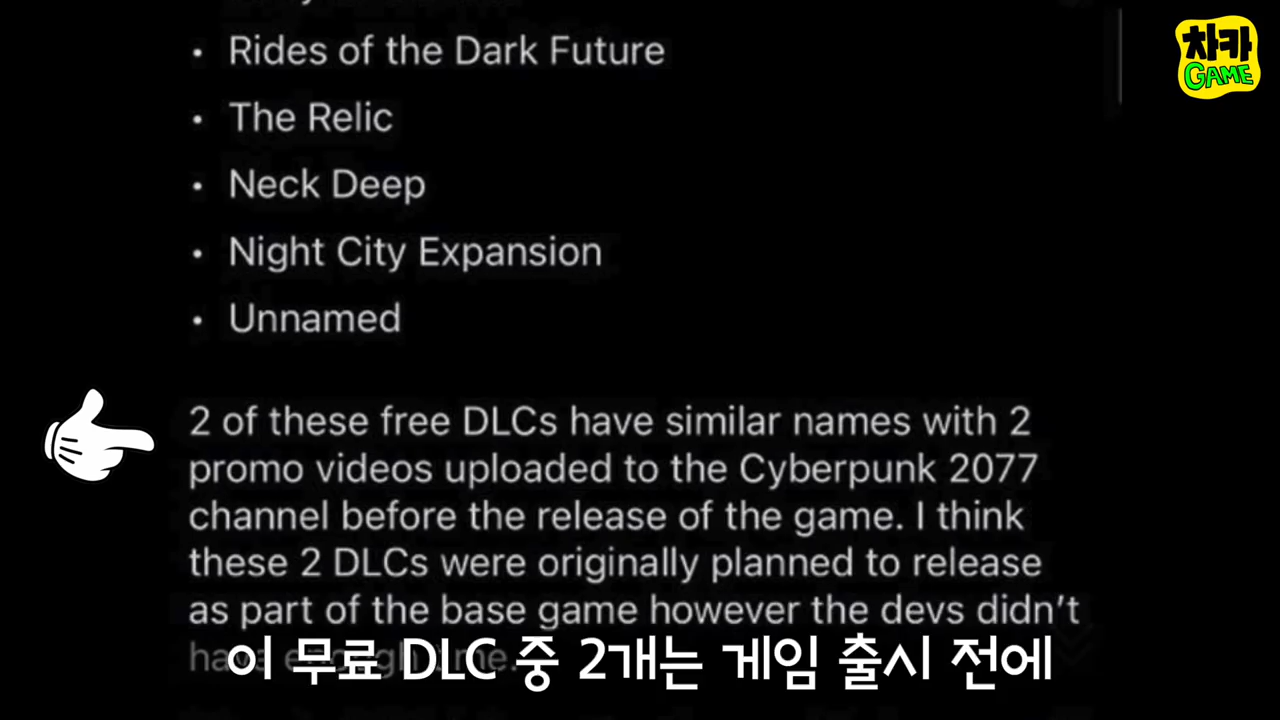 차카
GAME
• Rides of the Dark Future
• The Relic
• Neck Deep
• Night City Expansion
• Unnamed
2 of these free DLCs have similar names with 2
promo videos uploaded to the Cyberpunk 2077
channel before the release of the game. I think
these 2 DLCs were originally planned to release
as part of the base game however the devs didn't
have enough time.
이 무료 DLC 중 2개는 게임 출시 전에